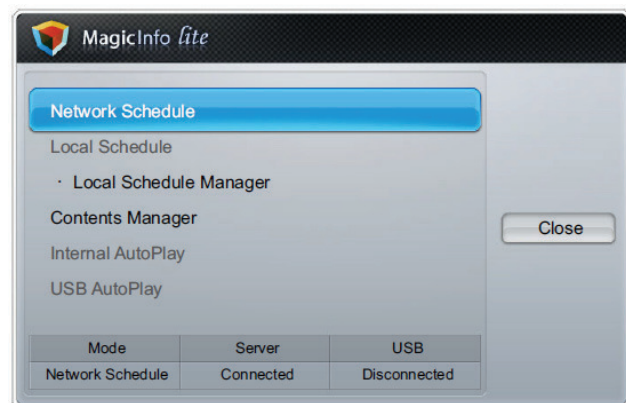 MagicInfo lite
Network Schedule
Local Schedule
· Local Schedule Manager
Contents Manager
Internal AutoPlay
USB AutoPlay
Close
Mode Server USB
Network Schedule Connected Disconnected